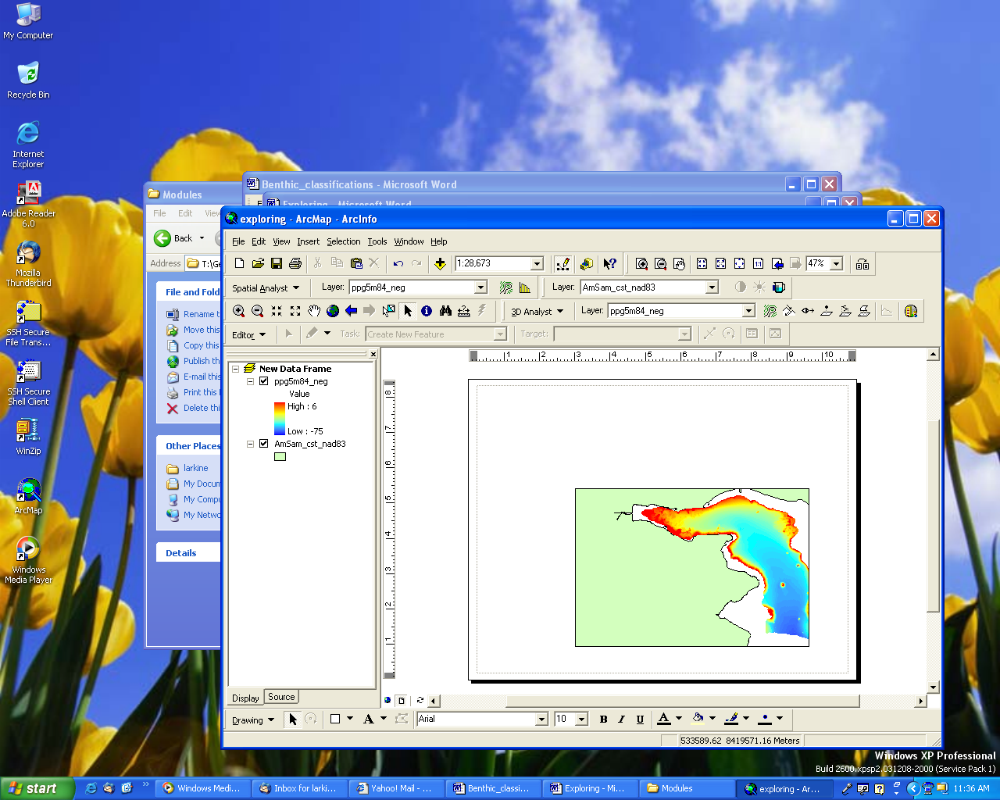 My Computer
Recycle Bin
Internet
Explorer
Adobe Reader
6.0
Mozilla
Thunderbird
SSH Secure
File Trans...
SSH Secure
Shell Client
WinZip
ArcMap
Windows
Media Player
Modules
File Edit
Back
Address T:\Ge
File and Fold
Rename t
Move this
Copy this
Publish th
E-mail this
Print this
Delete thi
Other Places
larkine
My Docum
My Compu
My Netwo
Details
Benthic_classifications - Microsoft Word
Exploring - Microsoft Word
exploring - ArcMap - ArcInfo
File Edit View Insert Selection Tools Window Help
1:28,673
1:1
47%
Spatial Analyst Layer: ppg5m84_neg Layer: AmSam_cst_nad83
3D Analyst Layer: ppg5m84_neg
Editor Task: Create New Feature Target:
New Data Frame
ppg5m84_neg
Value
High : 6
Low : -75
AmSam_cst_nad83
1 2 3 4 5 6 7 8 9 10
8
7
6
5
4
3
2
1
Display Source
Drawing A Arial 10 B I U A
533589.62 8419571.16 Meters
Windows XP Professional
Build 2600.xpsp2.031208-2000 (Service Pack 1)
start Windows Medi... Inbox for larki... Yahoo! Mail - ... Benthic_classi... Exploring - Mi... Modules exploring - Ar... 11:36 AM